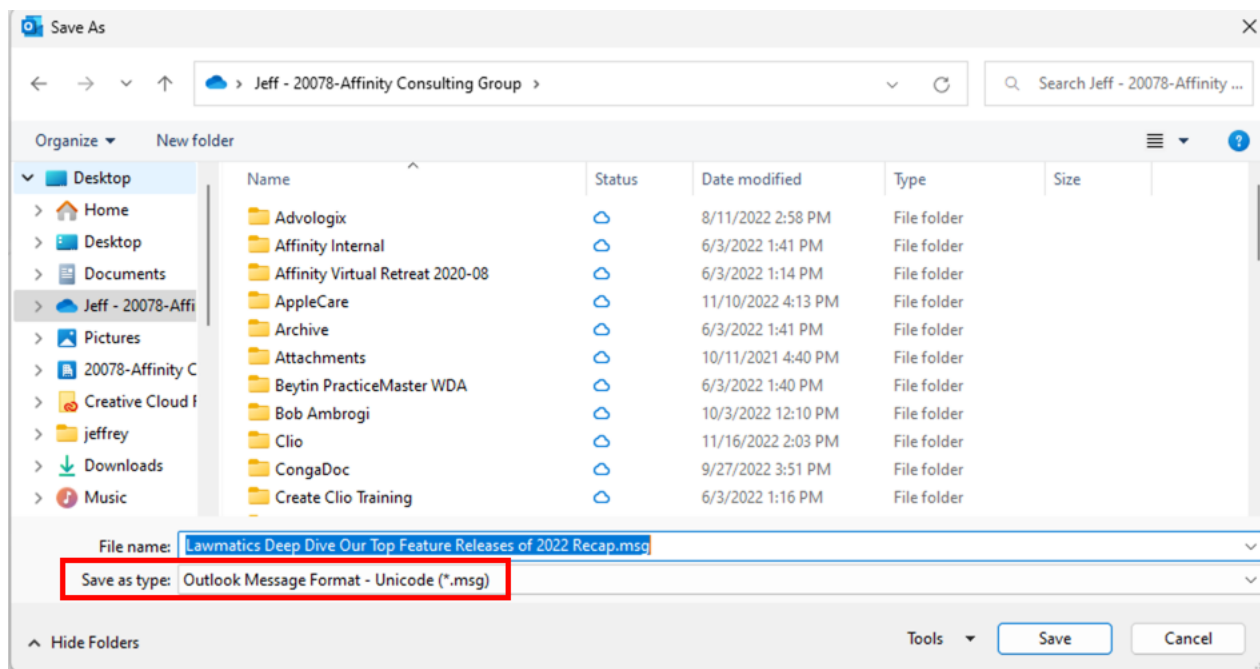 Save As
Jeff - 20078-Affinity Consulting Group
Search Jeff - 20078-Affinity ...
Organize New folder
Desktop Name Status Date modified Type Size
Home Advologix 8/11/2022 2:58 PM File folder
Desktop Affinity Internal 6/3/2022 1:41 PM File folder
Documents Affinity Virtual Retreat 2020-08 6/3/2022 1:14 PM File folder
Jeff - 20078-Affi AppleCare 11/10/2022 4:13 PM File folder
Pictures Archive 6/3/2022 1:41 PM File folder
20078-Affinity C Attachments 10/11/2021 4:40 PM File folder
Creative Cloud F Beytin PracticeMaster WDA 6/3/2022 1:40 PM File folder
jeffrey Bob Ambrogi 10/3/2022 12:10 PM File folder
Downloads Clio 11/16/2022 2:03 PM File folder
Music CongaDoc 9/27/2022 3:51 PM File folder
Create Clio Training 6/3/2022 1:16 PM File folder
File name: Lawmatics Deep Dive Our Top Feature Releases of 2022 Recap.msg
Save as type: Outlook Message Format - Unicode (*.msg)
Hide Folders Tools Save Cancel